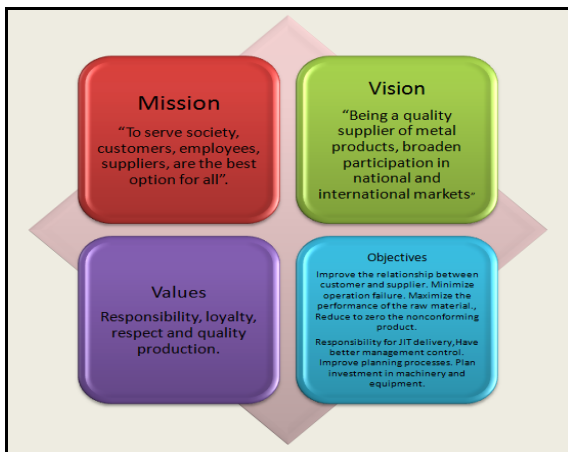 Mission
“To serve society,
customers, employees,
suppliers, are the best
option for all”.
Vision
“Being a quality
supplier of metal
products, broaden
participation in
national and
international markets”
Values
Responsibility, loyalty,
respect and quality
production.
Objectives
Improve the relationship between
customer and supplier. Minimize
operation failure. Maximize the
performance of the raw material.,
Reduce to zero the nonconforming
product.
Responsibility for JIT delivery,Have
better management control.
Improve planning processes. Plan
investment in machinery and
equipment.